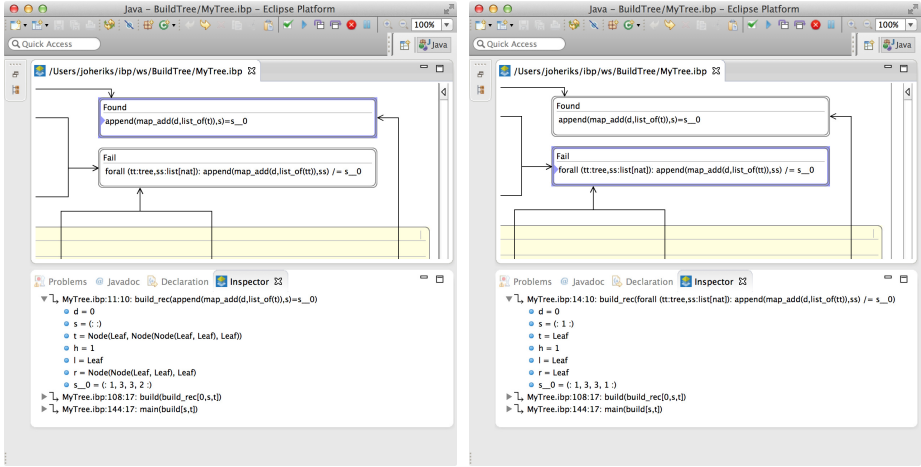 Java – BuildTree/MyTree.ibp – Eclipse Platform
100%
Quick Access
Java
/Users/joheriks/ibp/ws/BuildTree/MyTree.ibp
Found
append(map_add(d,list_of(t)),s)=s__0
Fail
forall (tt:tree,ss:list[nat]): append(map_add(d,list_of(tt)),ss) /= s__0
Problems @ Javadoc Declaration Inspector
MyTree.ibp:11:10: build_rec(append(map_add(d,list_of(t)),s)=s__0)
d = 0
s = (: :)
t = Node(Leaf, Node(Node(Leaf, Leaf), Leaf))
h = 1
l = Leaf
r = Node(Node(Leaf, Leaf), Leaf)
s__0 = (: 1, 3, 3, 2 :)
MyTree.ibp:108:17: build(build_rec[0,s,t])
MyTree.ibp:144:17: main(build[s,t])
Java – BuildTree/MyTree.ibp – Eclipse Platform
100%
Quick Access
Java
/Users/joheriks/ibp/ws/BuildTree/MyTree.ibp
Found
append(map_add(d,list_of(t)),s)=s__0
Fail
forall (tt:tree,ss:list[nat]): append(map_add(d,list_of(tt)),ss) /= s__0
Problems @ Javadoc Declaration Inspector
MyTree.ibp:14:10: build_rec(forall (tt:tree,ss:list[nat]): append(map_add(d,list_of(tt)),ss) /= s__0)
d = 0
s = (: 1 :)
t = Leaf
h = 1
l = Leaf
r = Leaf
s__0 = (: 1, 3, 3, 1 :)
MyTree.ibp:108:17: build(build_rec[0,s,t])
MyTree.ibp:144:17: main(build[s,t])